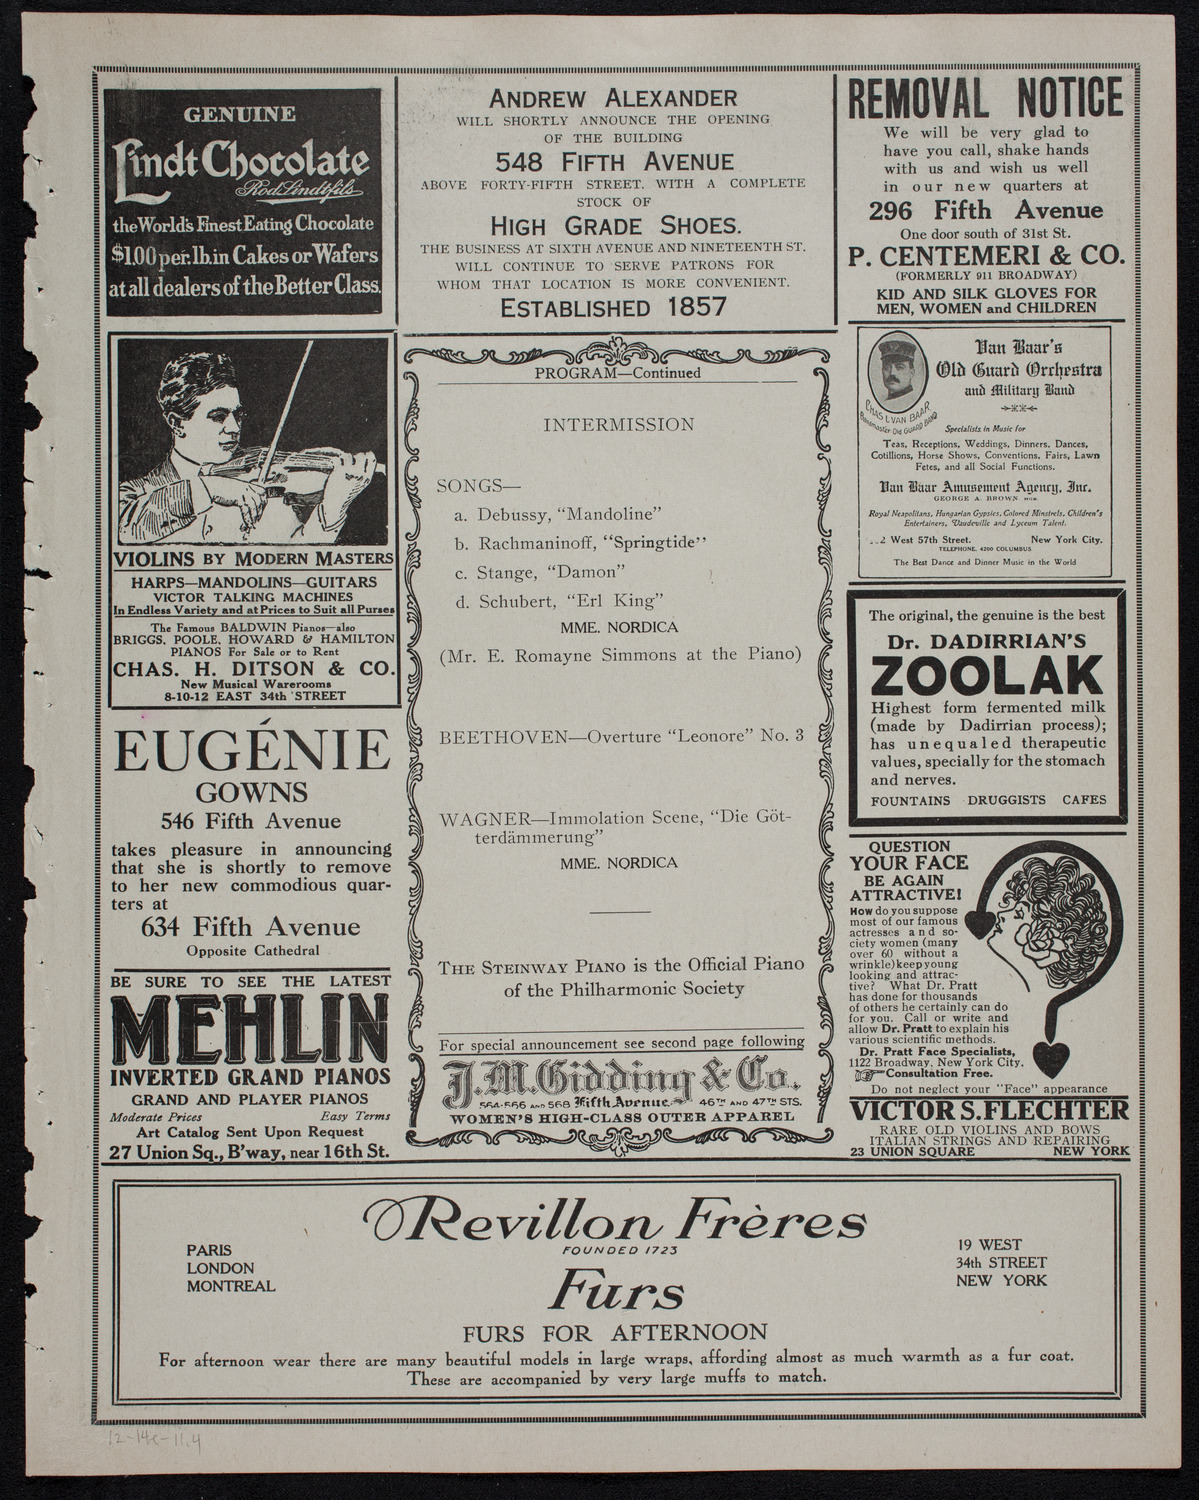 GENUINE
Lindt Chocolate
Rod. Lindt fils
the World's Finest Eating Chocolate
$1.00 per. lb. in Cakes or Wafers
at all dealers of the Better Class.
ANDREW ALEXANDER
WILL SHORTLY ANNOUNCE THE OPENING
OF THE BUILDING
548 FIFTH AVENUE
ABOVE FORTY-FIFTH STREET, WITH A COMPLETE
STOCK OF
HIGH GRADE SHOES.
THE BUSINESS AT SIXTH AVENUE AND NINETEENTH ST.
WILL CONTINUE TO SERVE PATRONS FOR
WHOM THAT LOCATION IS MORE CONVENIENT.
ESTABLISHED 1857
REMOVAL NOTICE
We will be very glad to
have you call, shake hands
with us and wish us well
in our new quarters at
296 Fifth Avenue
One door south of 31st St.
P. CENTEMERI & CO.
(FORMERLY 911 BROADWAY)
KID AND SILK GLOVES FOR
MEN, WOMEN and CHILDREN
VIOLINS BY MODERN MASTERS
HARPS—MANDOLINS—GUITARS
VICTOR TALKING MACHINES
In Endless Variety and at Prices to Suit all Purses
The Famous BALDWIN Pianos—also
BRIGGS, POOLE, HOWARD & HAMILTON
PIANOS For Sale or to Rent
CHAS. H. DITSON & CO.
New Musical Warerooms
8-10-12 EAST 34th STREET
EUGÉNIE
GOWNS
546 Fifth Avenue
takes pleasure in announcing
that she is shortly to remove
to her new commodious quar-
ters at
634 Fifth Avenue
Opposite Cathedral
BE SURE TO SEE THE LATEST
MEHLIN
INVERTED GRAND PIANOS
GRAND AND PLAYER PIANOS
Moderate Prices Easy Terms
Art Catalog Sent Upon Request
27 Union Sq., B'way, near 16th St.
PROGRAM—Continued
INTERMISSION
SONGS—
a. Debussy, "Mandoline"
b. Rachmaninoff, "Springtide"
c. Stange, "Damon"
d. Schubert, "Erl King"
MME. NORDICA
(Mr. E. Romayne Simmons at the Piano)
BEETHOVEN—Overture "Leonore" No. 3
WAGNER—Immolation Scene, "Die Göt-
terdämmerung"
MME. NORDICA
THE STEINWAY PIANO is the Official Piano
of the Philharmonic Society
For special announcement see second page following
J. M. Gidding & Co.
564-566 AND 568 Fifth Avenue 46TH AND 47TH STS.
WOMEN'S HIGH-CLASS OUTER APPAREL
Van Baar's
Old Guard Orchestra
and Military Band
CHAS L. VAN BAAR
Bandmaster Old GUARD BAND
Specialists in Music for
Teas, Receptions, Weddings, Dinners, Dances,
Cotillions, Horse Shows, Conventions, Fairs, Lawn
Fetes, and all Social Functions.
Van Baar Amusement Agency, Inc.
GEORGE A. BROWN, MGR.
Royal Neapolitans, Hungarian Gypsies, Colored Minstrels, Children's
Entertainers, Vaudeville and Lyceum Talent.
2 West 57th Street. New York City.
TELEPHONE, 4200 COLUMBUS
The Best Dance and Dinner Music in the World
The original, the genuine is the best
Dr. DADIRRIAN'S
ZOOLAK
Highest form fermented milk
(made by Dadirrian process);
has unequaled therapeutic
values, specially for the stomach
and nerves.
FOUNTAINS DRUGGISTS CAFES
QUESTION
YOUR FACE
BE AGAIN
ATTRACTIVE!
How do you suppose
most of our famous
actresses and so-
ciety women (many
over 60 without a
wrinkle) keep young
looking and attrac-
tive? What Dr. Pratt
has done for thousands
of others he certainly can do
for you. Call or write and
allow Dr. Pratt to explain his
various scientific methods.
Dr. Pratt Face Specialists,
1122 Broadway, New York City.
Consultation Free.
Do not neglect your "Face" appearance
VICTOR S. FLECHTER
RARE OLD VIOLINS AND BOWS
ITALIAN STRINGS AND REPAIRING
23 UNION SQUARE NEW YORK
Revillon Frères
FOUNDED 1723
PARIS
LONDON
MONTREAL
19 WEST
34th STREET
NEW YORK
Furs
FURS FOR AFTERNOON
For afternoon wear there are many beautiful models in large wraps, affording almost as much warmth as a fur coat.
These are accompanied by very large muffs to match.